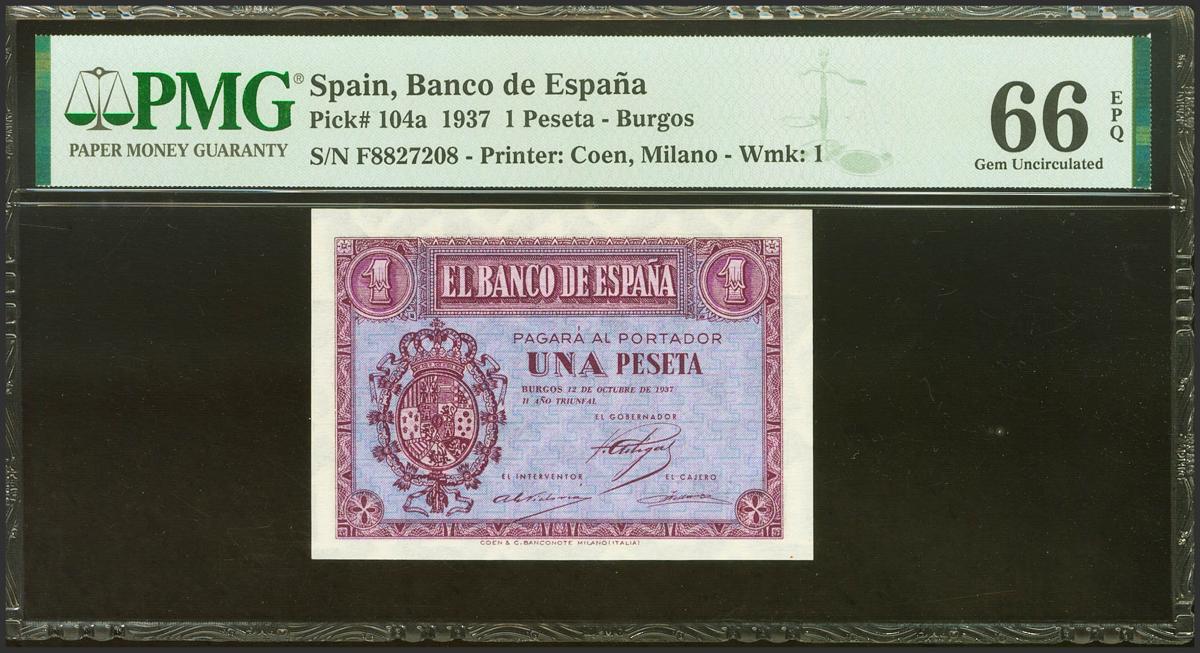 PMG®
PAPER MONEY GUARANTY
Spain, Banco de España
Pick# 104a 1937 1 Peseta - Burgos
S/N F8827208 - Printer: Coen, Milano - Wmk: 1
66 EPQ
Gem Uncirculated
1 EL BANCO DE ESPAÑA 1
PAGARÁ AL PORTADOR
UNA PESETA
BURGOS 12 DE OCTUBRE DE 1937
II AÑO TRIUNFAL
EL GOBERNADOR
EL INTERVENTOR EL CAJERO
COEN & C. BANCONOTE MILANO (ITALIA)